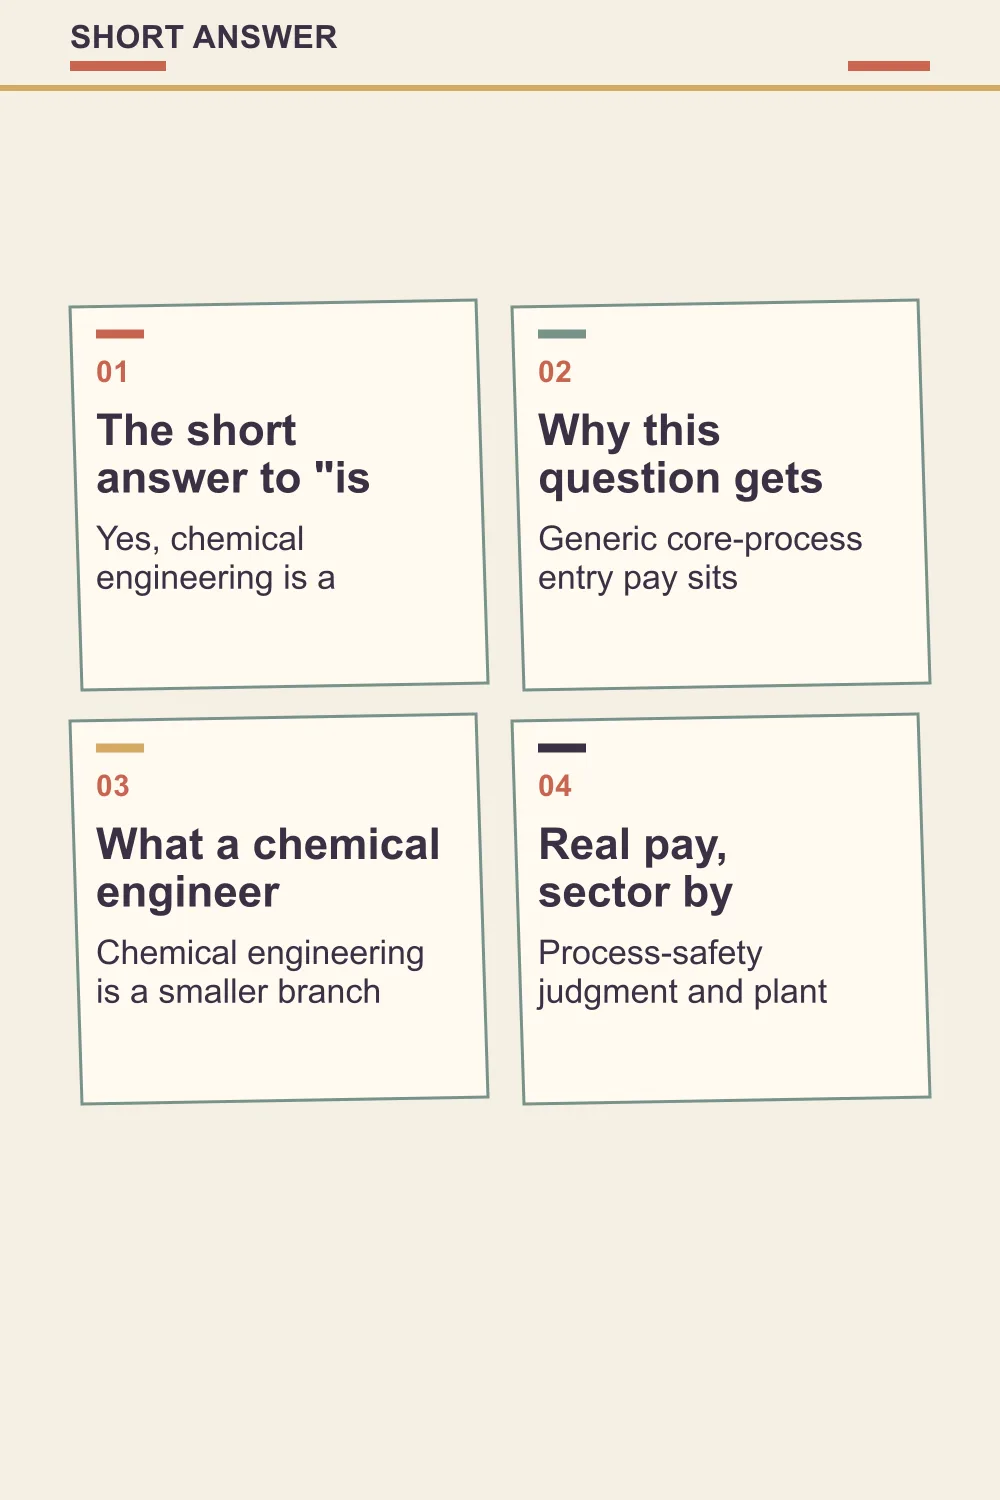 SHORT ANSWER
01
The short
answer to "is
Yes, chemical
engineering is a
02
Why this
question gets
Generic core-process
entry pay sits
03
What a chemical
engineer
Chemical engineering
is a smaller branch
04
Real pay,
sector by
Process-safety
judgment and plant